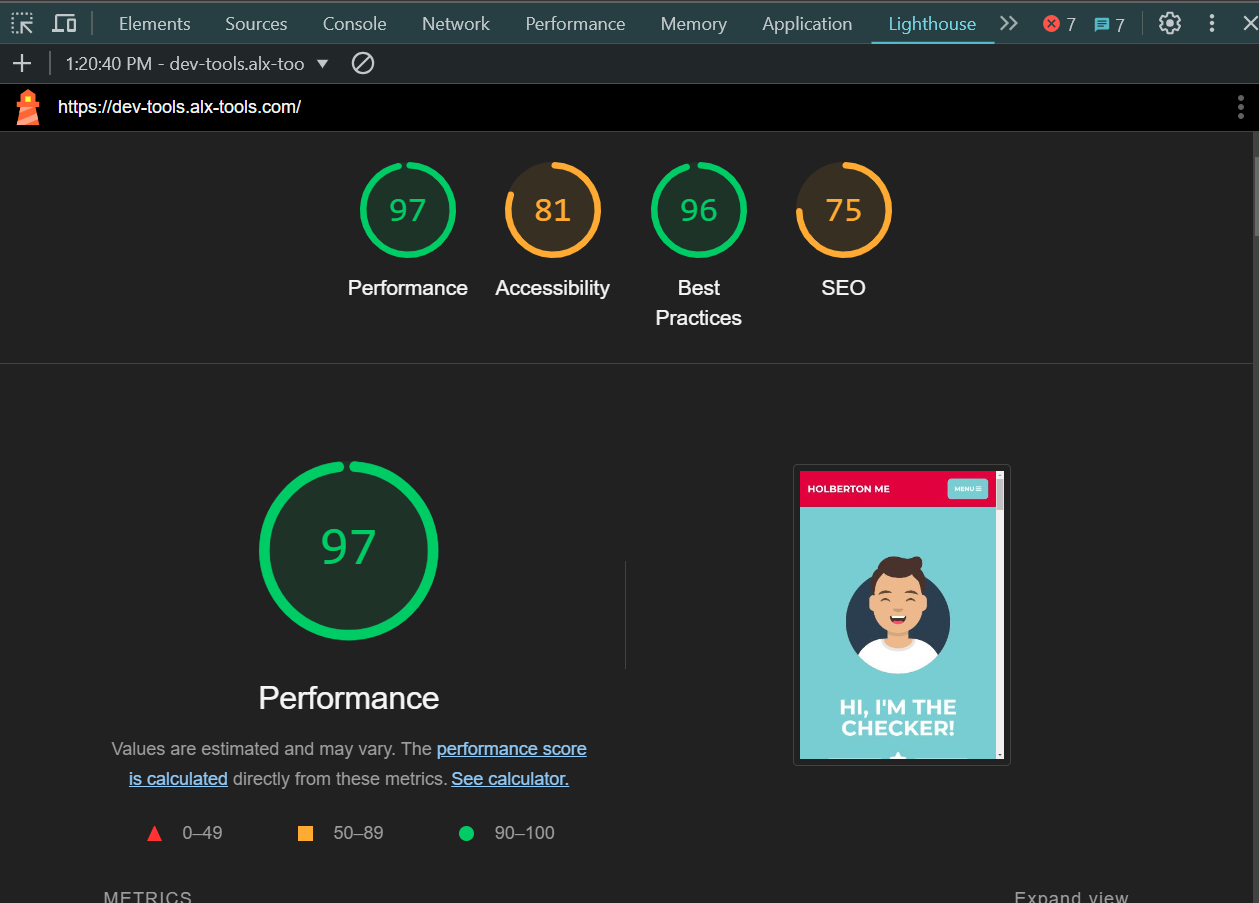 Elements Sources Console Network Performance Memory Application Lighthouse 7 7
1:20:40 PM - dev-tools.alx-too
https://dev-tools.alx-tools.com/
97 81 96 75
Performance Accessibility Best Practices SEO
97
Performance
Values are estimated and may vary. The performance score
is calculated directly from these metrics. See calculator.
0–49 50–89 90–100
HOLBERTON ME MENU
HI, I'M THE
CHECKER!
METRICS Expand view